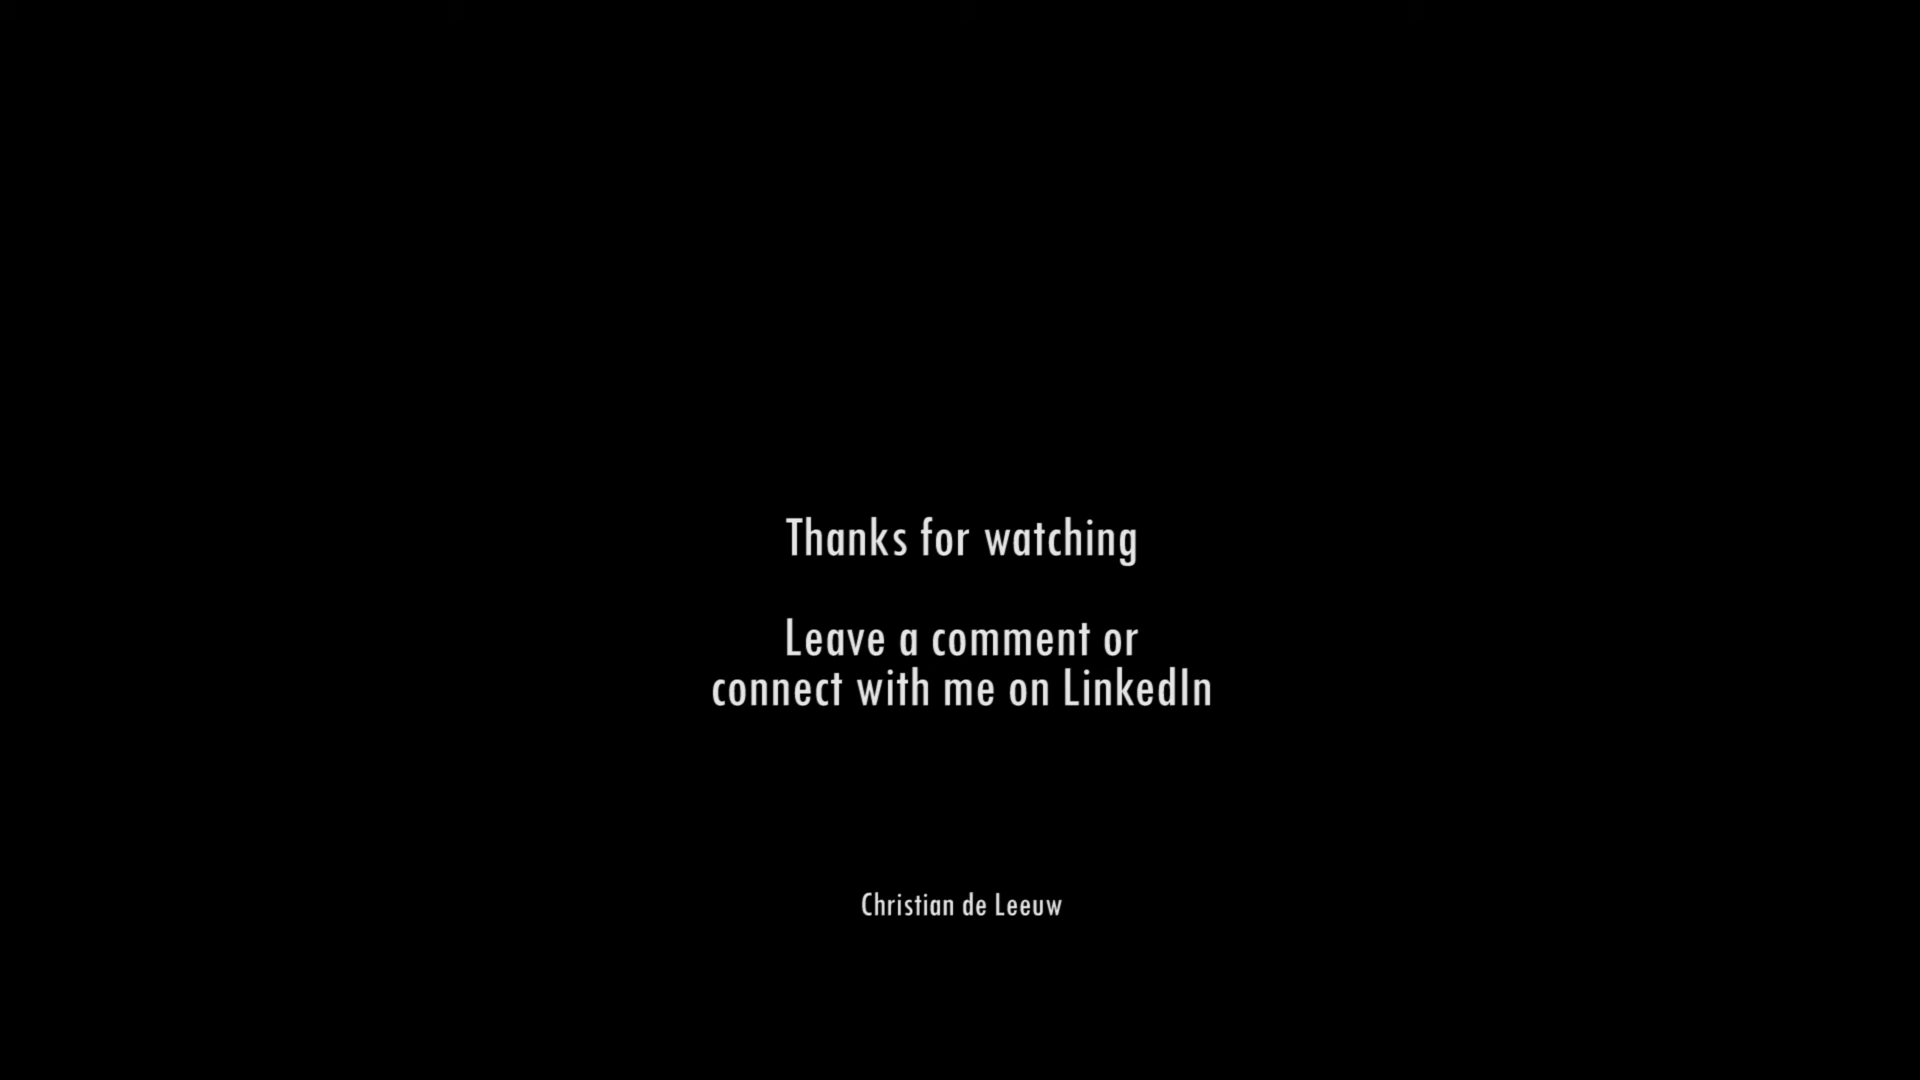 Thanks for watching
Leave a comment or
connect with me on LinkedIn
Christian de Leeuw